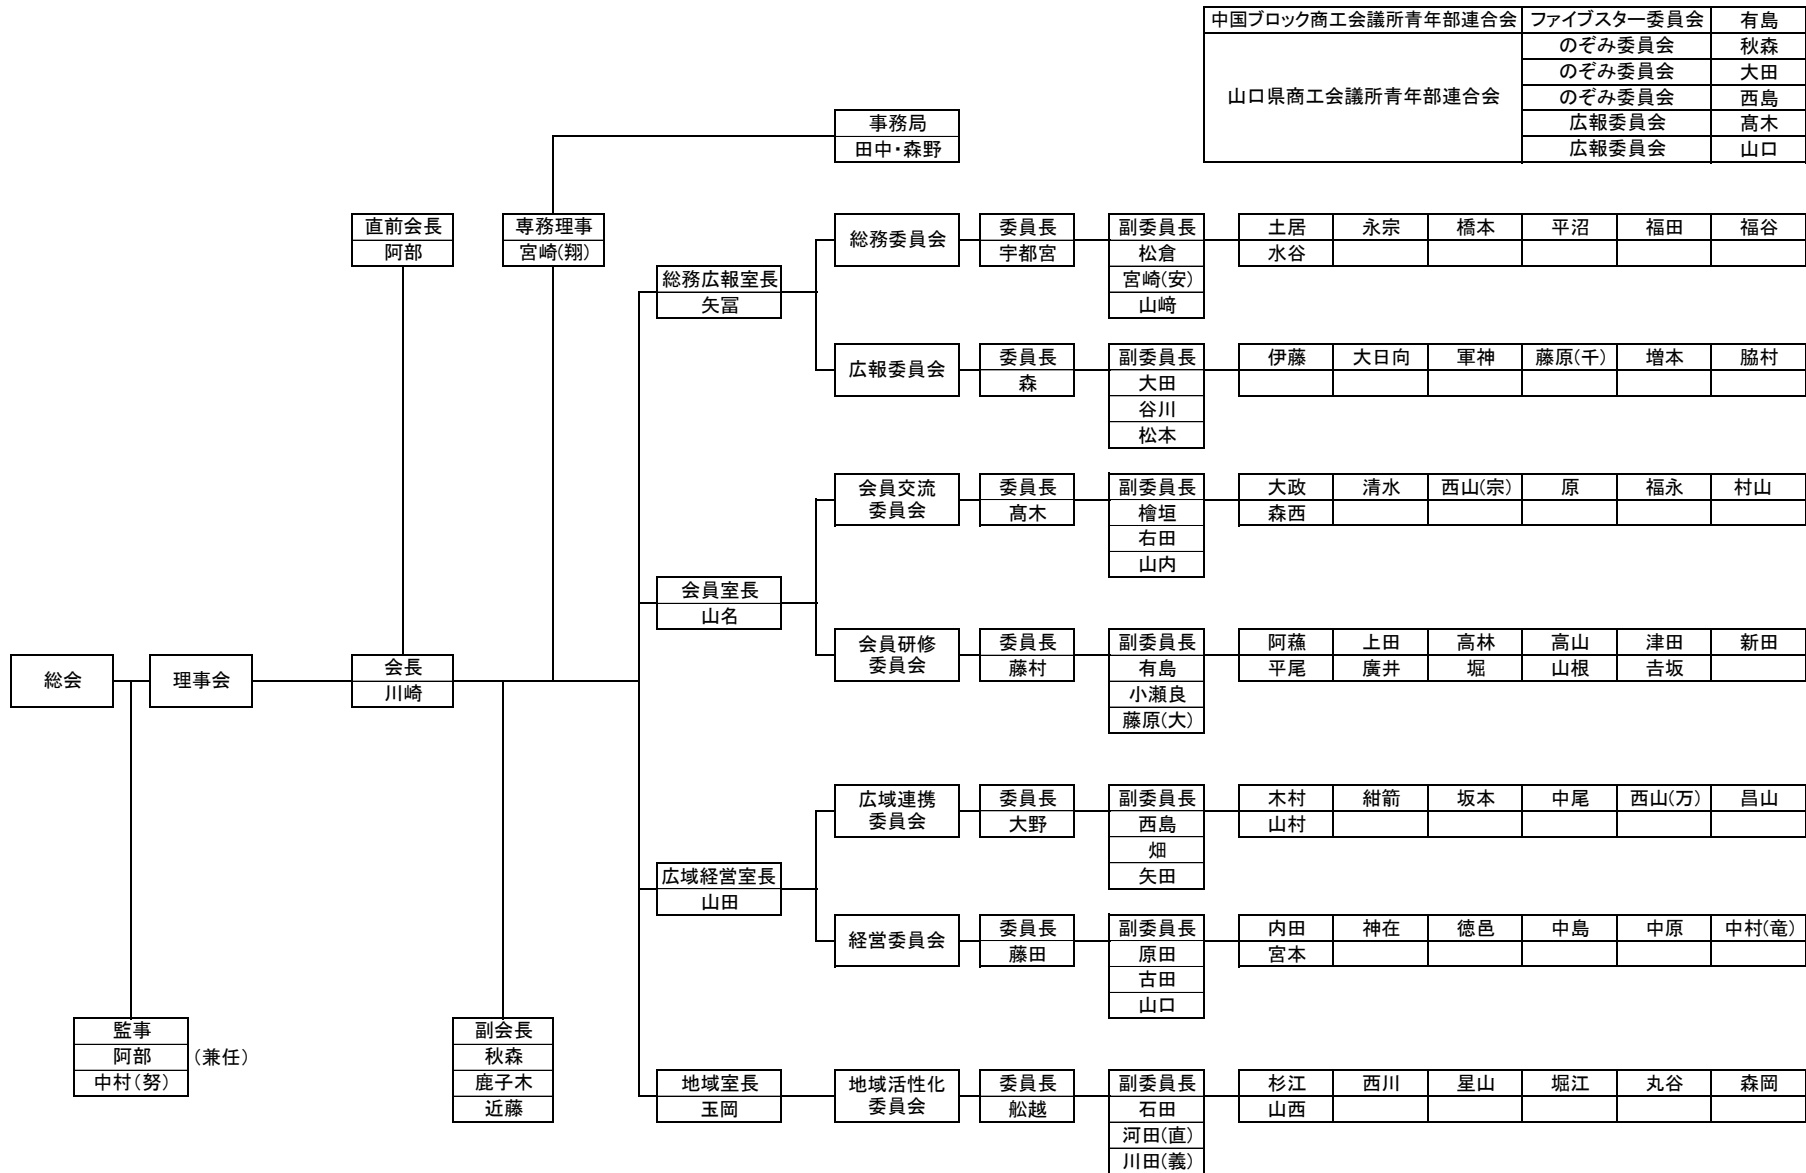 中国ブロック商工会議所青年部連合会 ファイブスター委員会 有島
山口県商工会議所青年部連合会
のぞみ委員会 秋森
のぞみ委員会 大田
のぞみ委員会 西島
広報委員会 髙木
広報委員会 山口
事務局
田中・森野
直前会長
阿部
専務理事
宮崎(翔)
総務広報室長
矢冨
総務委員会
委員長
宇都宮
副委員長
松倉
宮崎(安)
山﨑
土居 永宗 橋本 平沼 福田 福谷
水谷
広報委員会
委員長
森
副委員長
大田
谷川
松本
伊藤 大日向 軍神 藤原(千) 増本 脇村
会員室長
山名
会員交流
委員会
委員長
髙木
副委員長
檜垣
右田
山内
大政 清水 西山(宗) 原 福永 村山
森西
会員研修
委員会
委員長
藤村
副委員長
有島
小瀬良
藤原(大)
阿蘓 上田 高林 高山 津田 新田
平尾 廣井 堀 山根 𠮷坂
総会
理事会
会長
川崎
広域経営室長
山田
広域連携
委員会
委員長
大野
副委員長
西島
畑
矢田
木村 紺箭 坂本 中尾 西山(万) 昌山
山村
経営委員会
委員長
藤田
副委員長
原田
古田
山口
内田 神在 徳邑 中島 中原 中村(竜)
宮本
監事
阿部 (兼任)
中村(努)
副会長
秋森
鹿子木
近藤
地域室長
玉岡
地域活性化
委員会
委員長
舩越
副委員長
石田
河田(直)
川田(義)
杉江 西川 星山 堀江 丸谷 森岡
山西